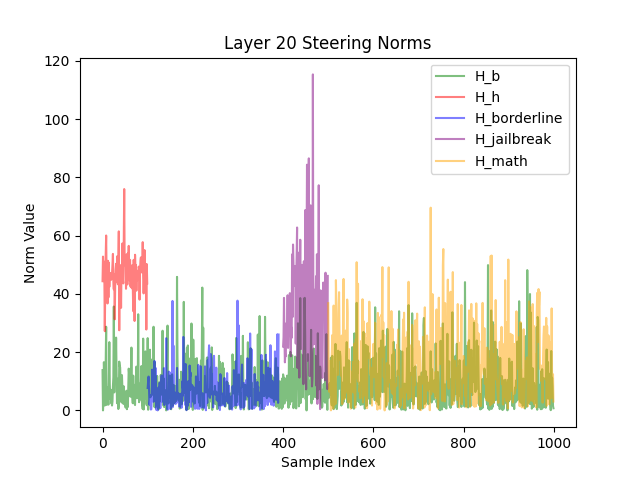 Layer 20 Steering Norms
H_b
H_h
H_borderline
H_jailbreak
H_math
Norm Value
120
100
80
60
40
20
0
0
200
400
600
800
1000
Sample Index